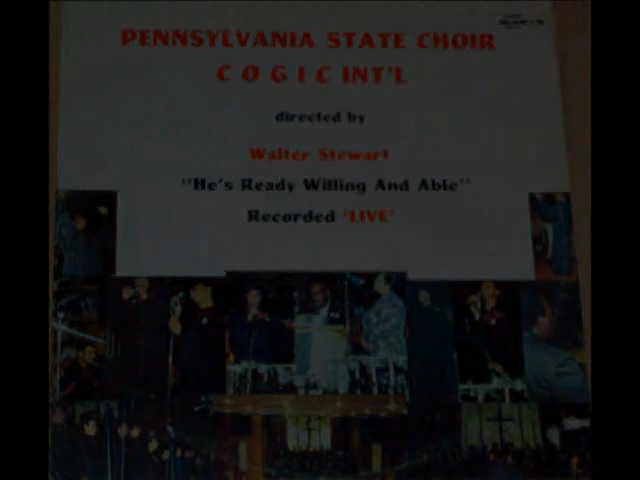 PENNSYLVANIA STATE CHOIR
C O G I C INT'L
directed by
Walter Stewart
"He's Ready Willing And Able"
Recorded 'LIVE'